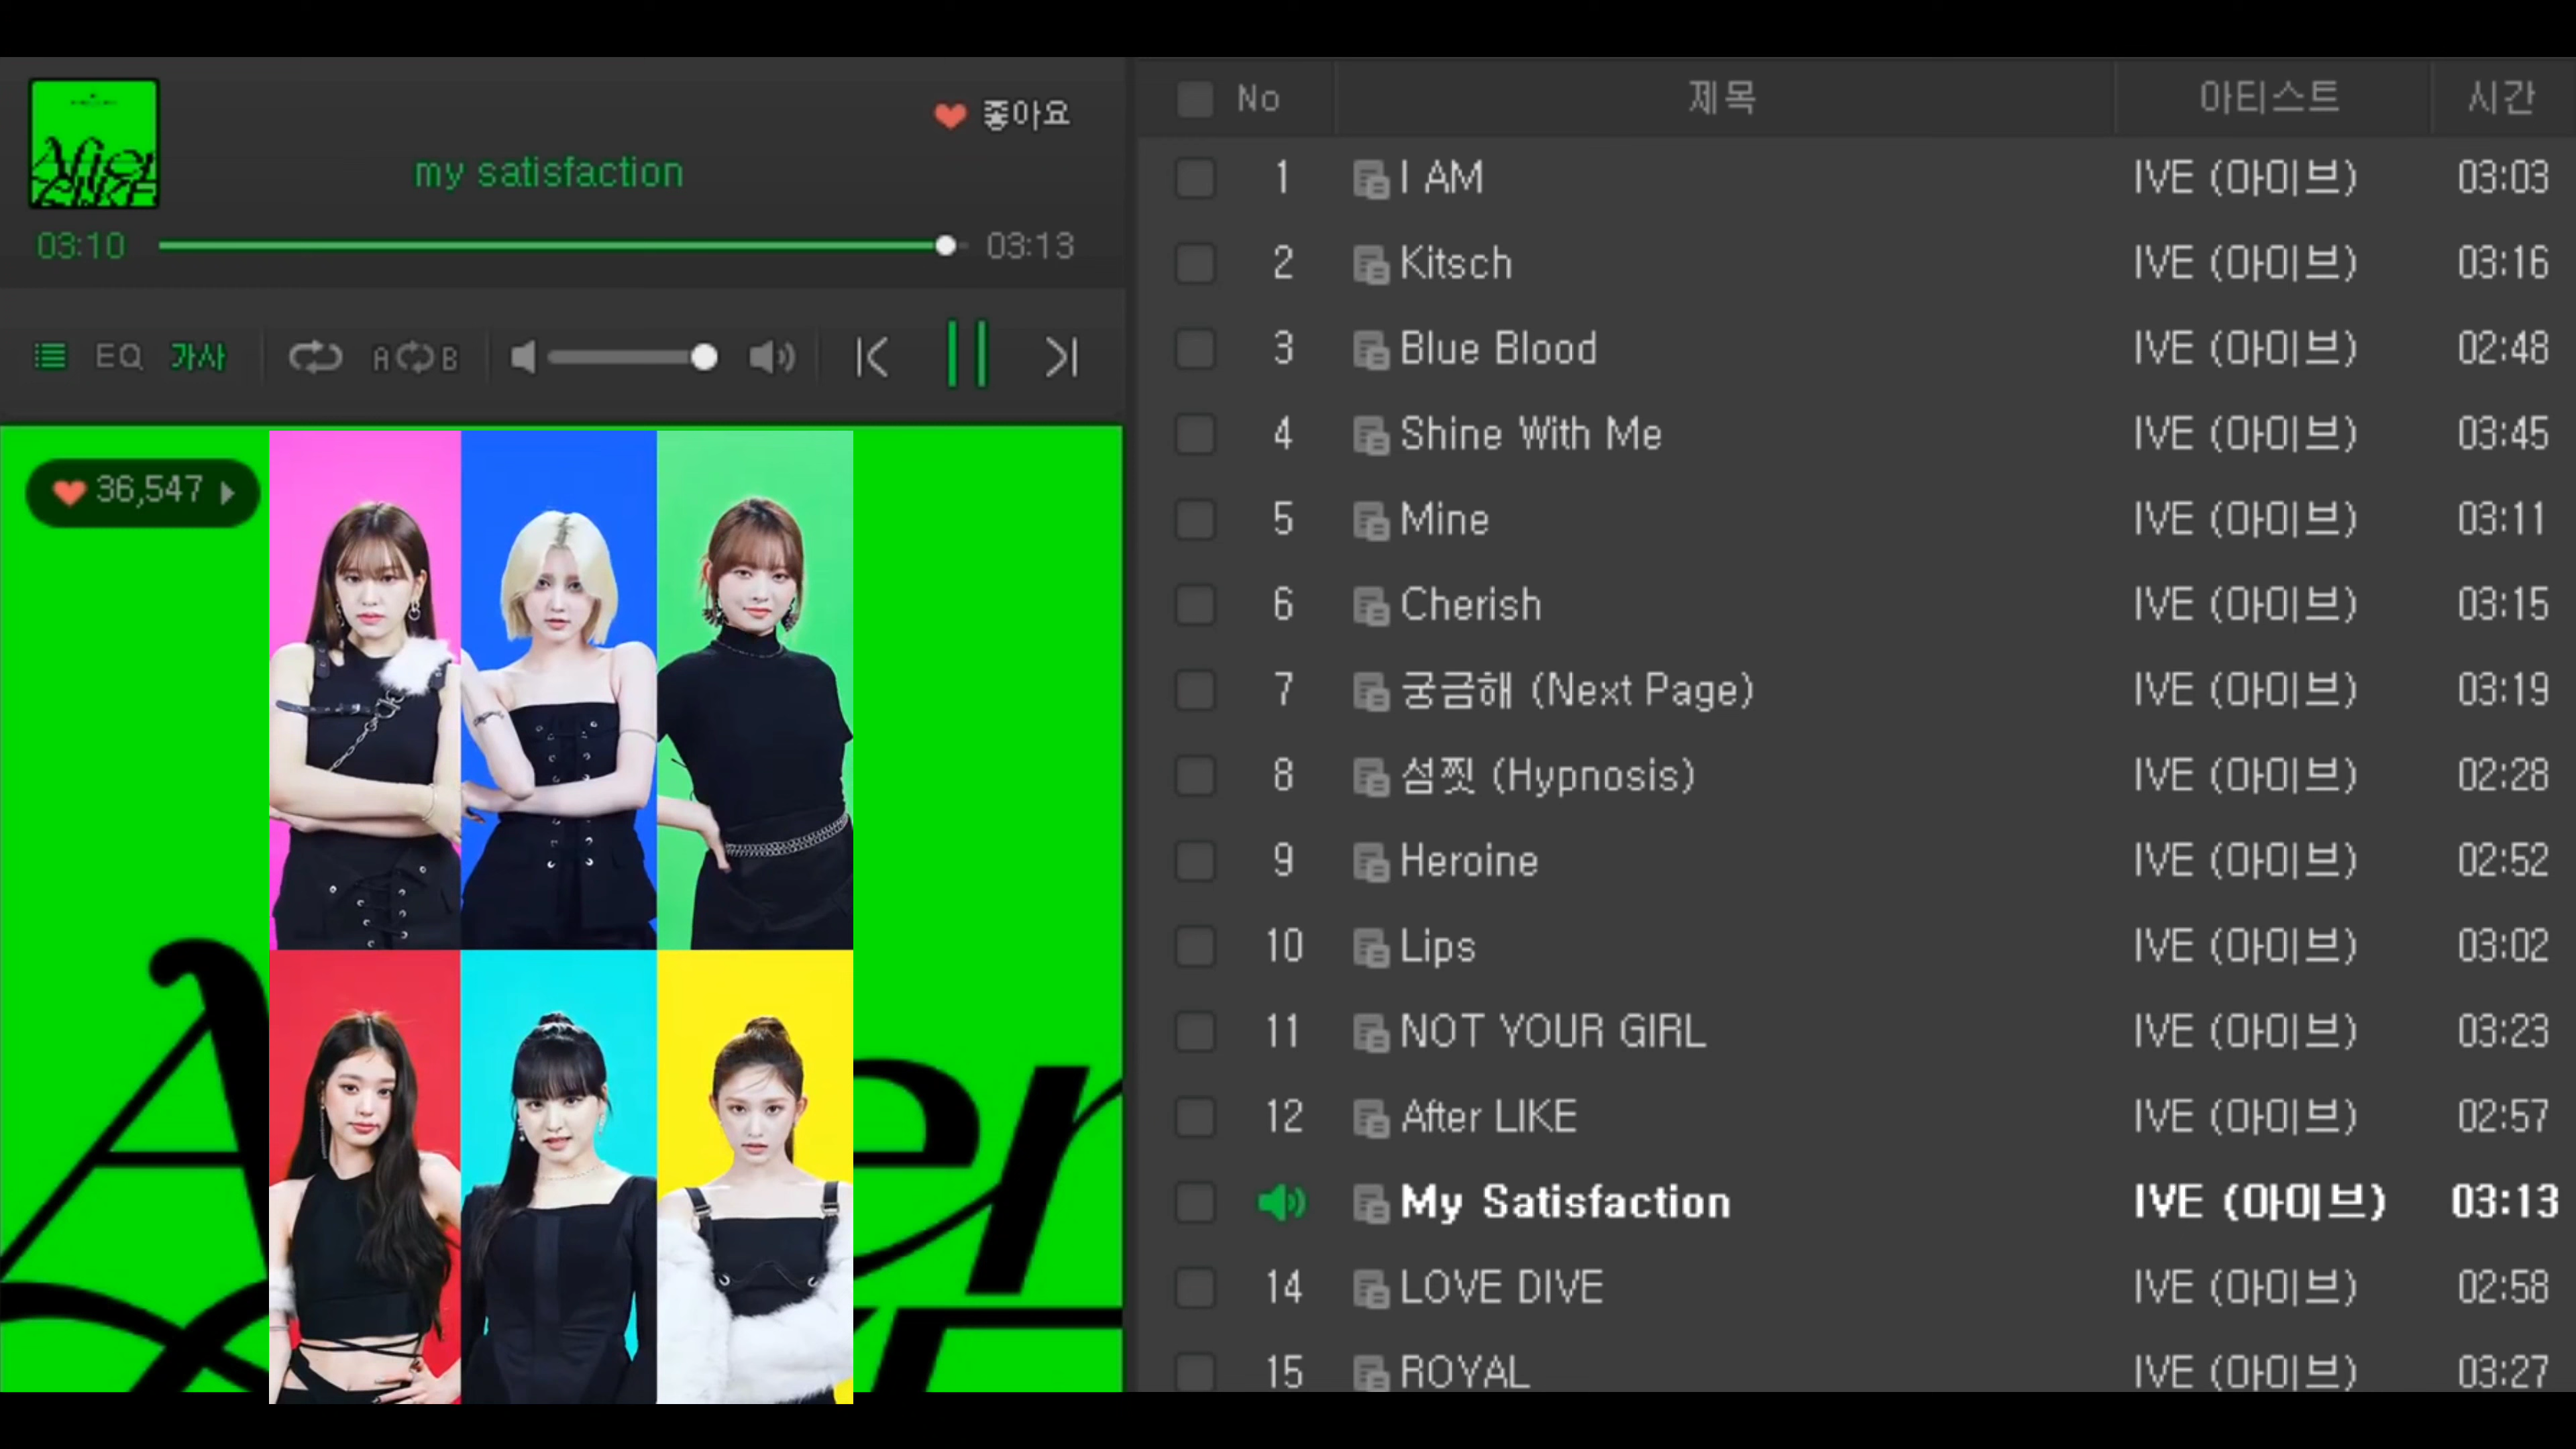 After LIKE
좋아요
my satisfaction
03:10 03:13
EQ 가사 A B
36,547
After
No 제목 아티스트 시간
1 I AM IVE (아이브) 03:03
2 Kitsch IVE (아이브) 03:16
3 Blue Blood IVE (아이브) 02:48
4 Shine With Me IVE (아이브) 03:45
5 Mine IVE (아이브) 03:11
6 Cherish IVE (아이브) 03:15
7 궁금해 (Next Page) IVE (아이브) 03:19
8 섬찟 (Hypnosis) IVE (아이브) 02:28
9 Heroine IVE (아이브) 02:52
10 Lips IVE (아이브) 03:02
11 NOT YOUR GIRL IVE (아이브) 03:23
12 After LIKE IVE (아이브) 02:57
My Satisfaction IVE (아이브) 03:13
14 LOVE DIVE IVE (아이브) 02:58
15 ROYAL IVE (아이브) 03:27